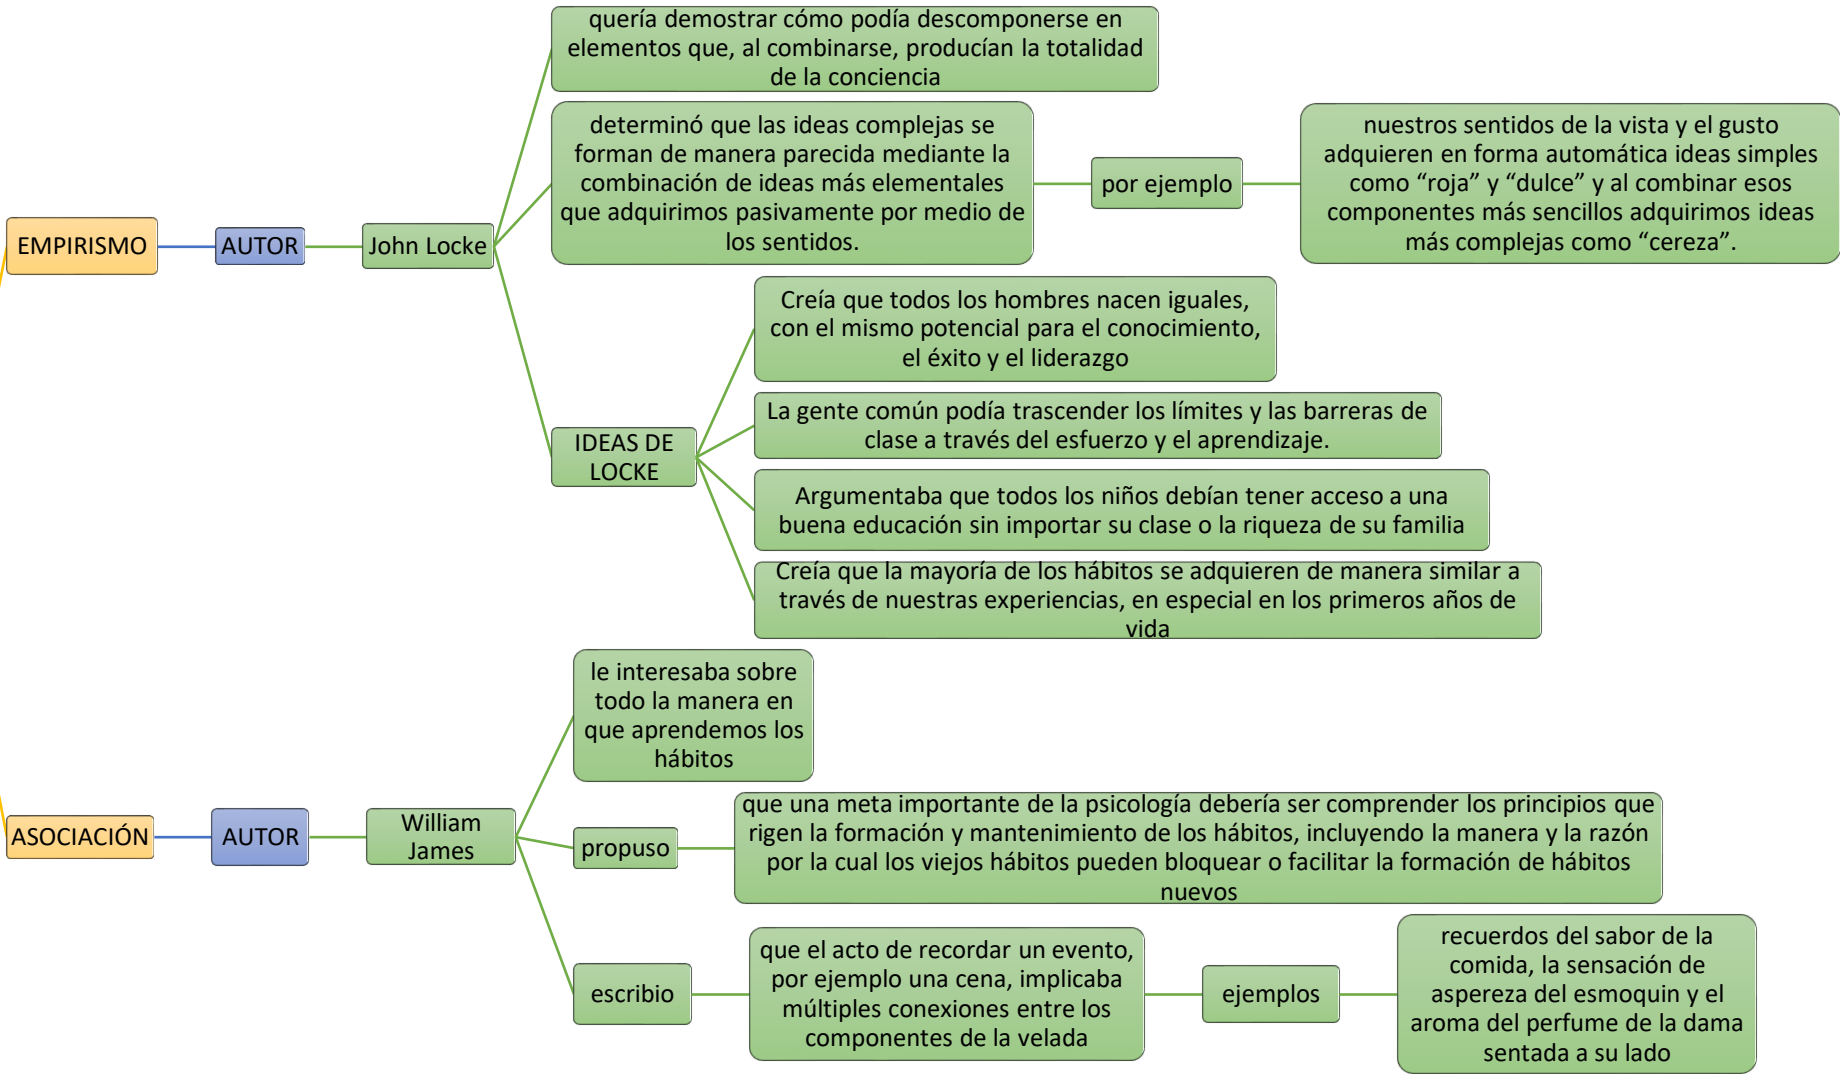 EMPIRISMO
AUTOR
John Locke
quería demostrar cómo podía descomponerse en
elementos que, al combinarse, producían la totalidad
de la conciencia
determinó que las ideas complejas se
forman de manera parecida mediante la
combinación de ideas más elementales
que adquirimos pasivamente por medio de
los sentidos.
por ejemplo
nuestros sentidos de la vista y el gusto
adquieren en forma automática ideas simples
como “roja” y “dulce” y al combinar esos
componentes más sencillos adquirimos ideas
más complejas como “cereza”.
IDEAS DE
LOCKE
Creía que todos los hombres nacen iguales,
con el mismo potencial para el conocimiento,
el éxito y el liderazgo
La gente común podía trascender los límites y las barreras de
clase a través del esfuerzo y el aprendizaje.
Argumentaba que todos los niños debían tener acceso a una
buena educación sin importar su clase o la riqueza de su familia
Creía que la mayoría de los hábitos se adquieren de manera similar a
través de nuestras experiencias, en especial en los primeros años de
vida
ASOCIACIÓN
AUTOR
William
James
le interesaba sobre
todo la manera en
que aprendemos los
hábitos
propuso
que una meta importante de la psicología debería ser comprender los principios que
rigen la formación y mantenimiento de los hábitos, incluyendo la manera y la razón
por la cual los viejos hábitos pueden bloquear o facilitar la formación de hábitos
nuevos
escribio
que el acto de recordar un evento,
por ejemplo una cena, implicaba
múltiples conexiones entre los
componentes de la velada
ejemplos
recuerdos del sabor de la
comida, la sensación de
aspereza del esmoquin y el
aroma del perfume de la dama
sentada a su lado